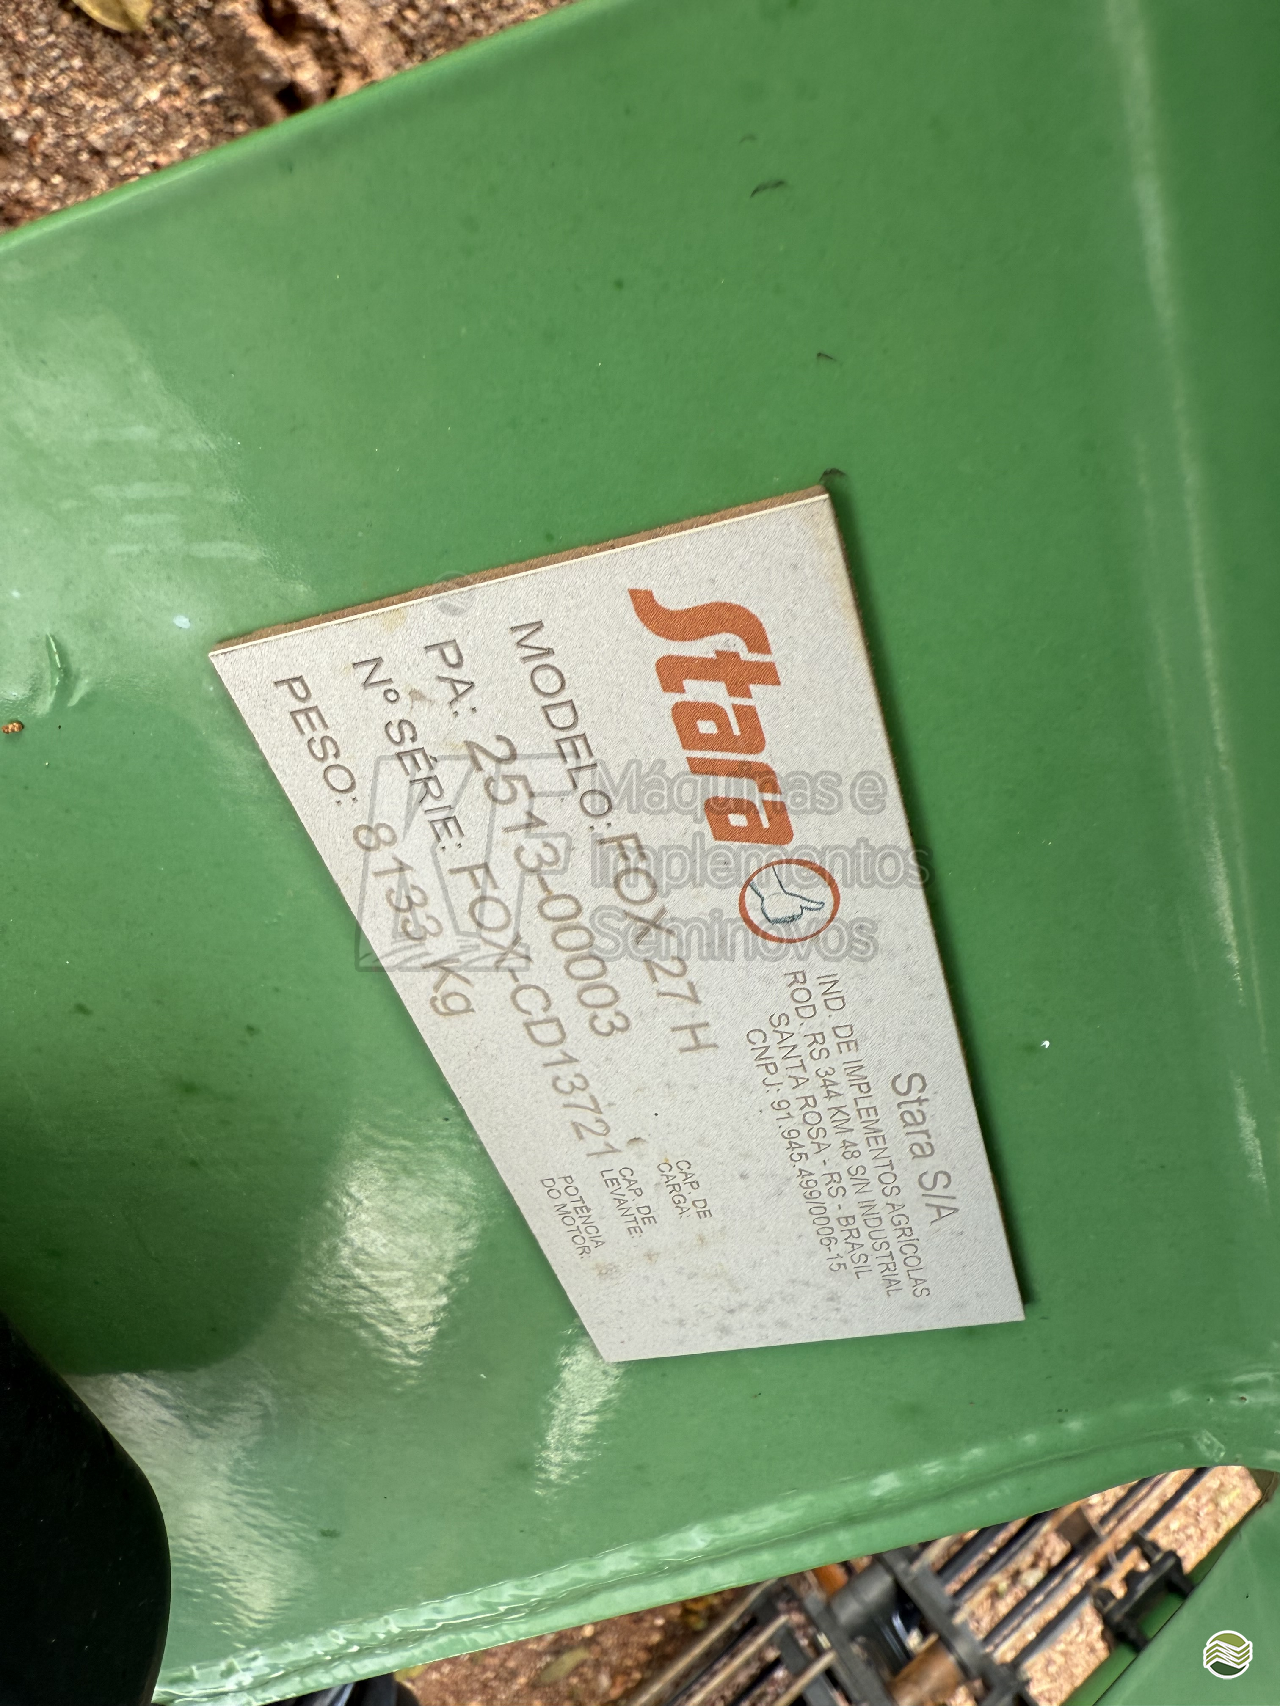 Stara
Stara S/A
IND. DE IMPLEMENTOS AGRÍCOLAS
ROD. RS 344 KM 48 S/N INDUSTRIAL
SANTA ROSA - RS - BRASIL
CNPJ: 91.945.499/0006-15
MODELO: FOX 27 H
PA: 2513-00003
Nº SÉRIE: FOX-CD13721
PESO: 8133 Kg
CAP. DE
CARGA:
CAP. DE
LEVANTE:
POTÊNCIA
DO MOTOR:
Máquinas e
Implementos
Seminovos